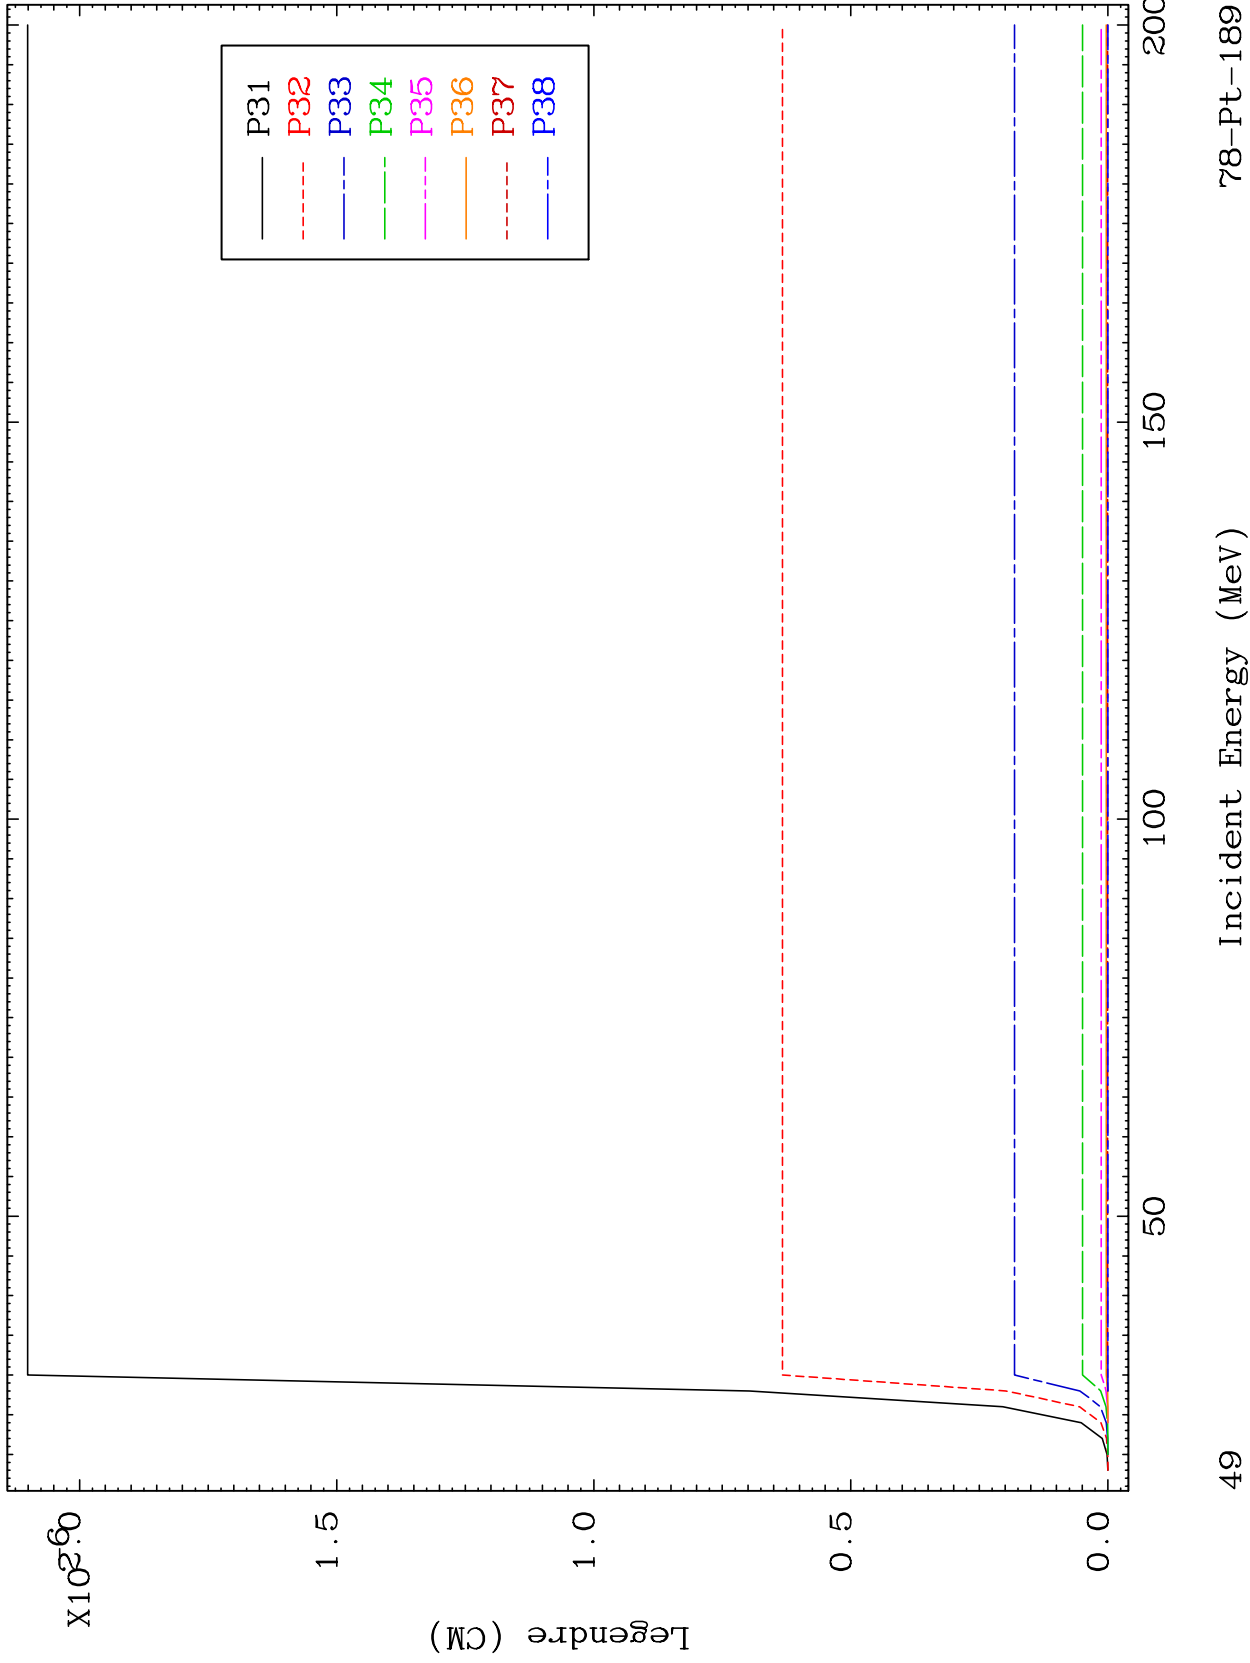 X10-6
2.0
1.5
1.0
0.5
0.0
Legendre (CM)
P31
P32
P33
P34
P35
P36
P37
P38
50
100
150
200
Incident Energy (MeV)
49
78-Pt-189